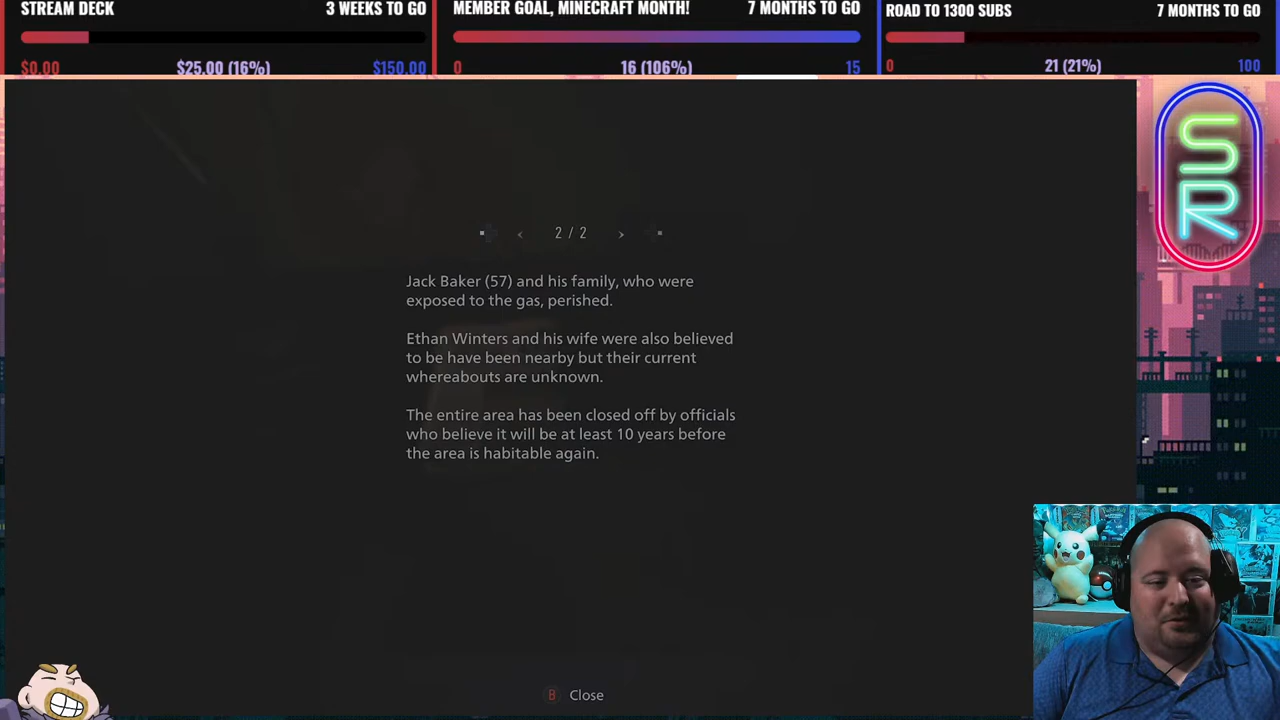 STREAM DECK 3 WEEKS TO GO
$0.00 $25.00 (16%) $150.00
MEMBER GOAL, MINECRAFT MONTH! 7 MONTHS TO GO
0 16 (106%) 15
ROAD TO 1300 SUBS 7 MONTHS TO GO
0 21 (21%) 100
S
R
< 2 / 2 >
Jack Baker (57) and his family, who were
exposed to the gas, perished.
Ethan Winters and his wife were also believed
to be have been nearby but their current
whereabouts are unknown.
The entire area has been closed off by officials
who believe it will be at least 10 years before
the area is habitable again.
B Close